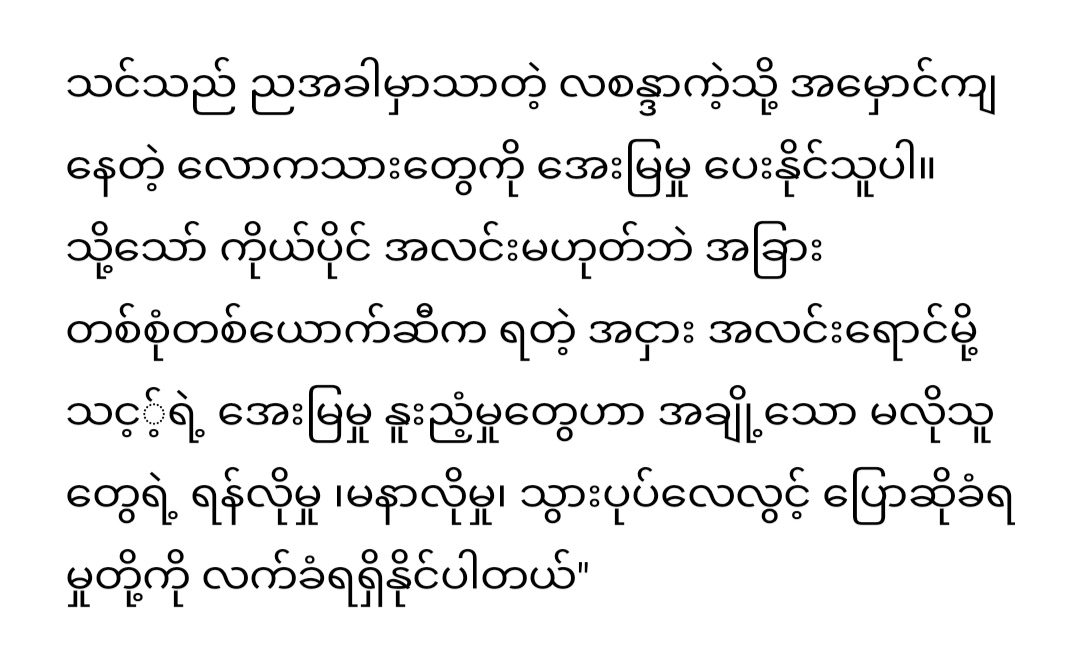 သင်သည် ညအခါမှာသာတဲ့ လစန္ဒာကဲ့သို့ အမှောင်ကျ
နေတဲ့ လောကသားတွေကို အေးမြမှု ပေးနိုင်သူပါ။
သို့သော် ကိုယ်ပိုင် အလင်းမဟုတ်ဘဲ အခြား
တစ်စုံတစ်ယောက်ဆီက ရတဲ့ အငှား အလင်းရောင်မို့
သင့့်ရဲ့ အေးမြမှု နူးညံ့မှုတွေဟာ အချို့သော မလိုသူ
တွေရဲ့ ရန်လိုမှု ၊မနာလိုမှု၊ သွားပုပ်လေလွင့် ပြောဆိုခံရ
မှုတို့ကို လက်ခံရရှိနိုင်ပါတယ်"